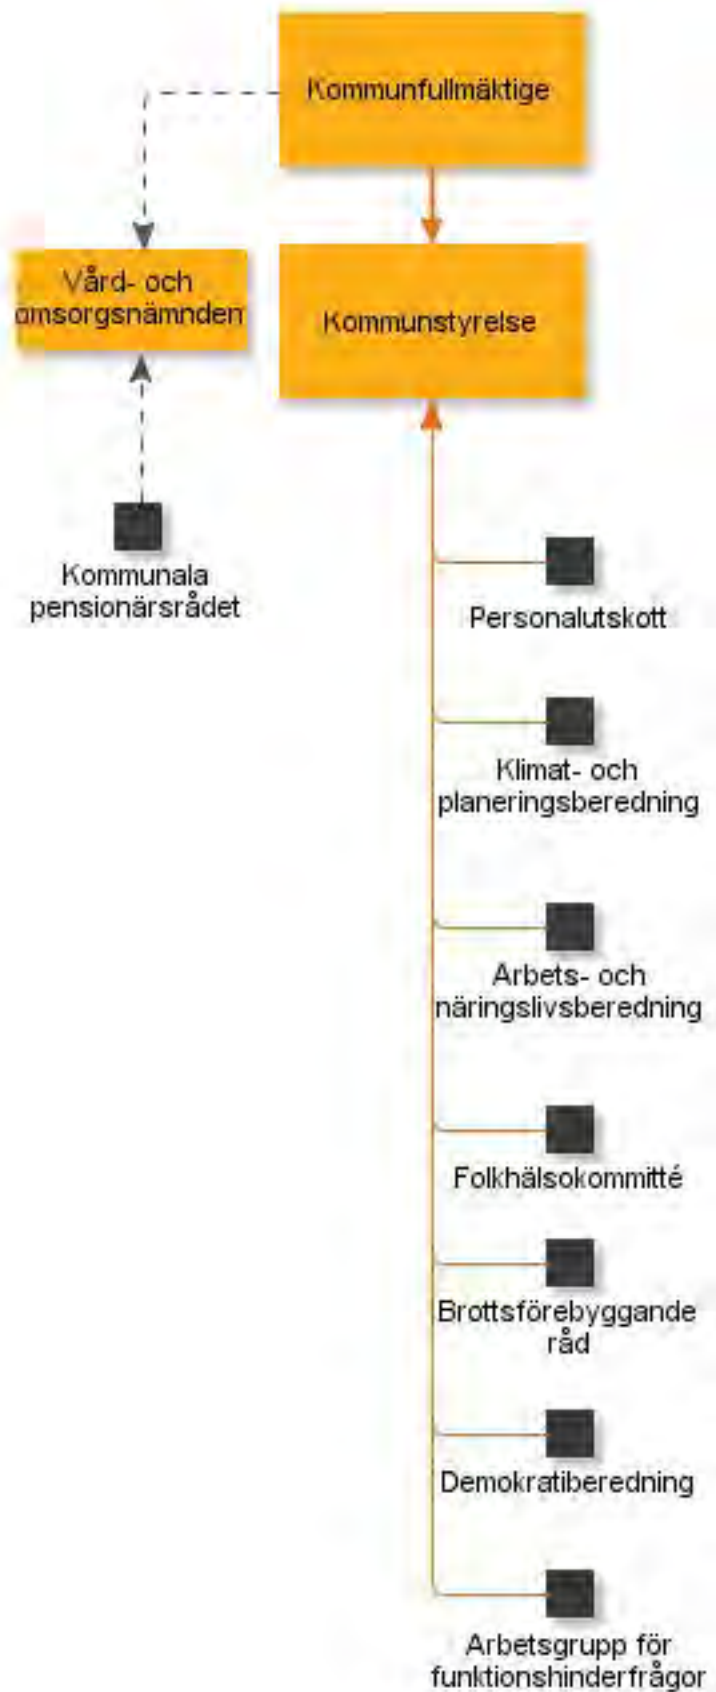 Kommunfullmäktige
Vård- och
omsorgsnämnden
Kommunstyrelse
Kommunala
pensionärsrådet
Personalutskott
Klimat- och
planeringsberedning
Arbets- och
näringslivsberedning
Folkhälsokommitté
Brottsförebyggande
råd
Demokratiberedning
Arbetsgrupp för
funktionshinderfrågor